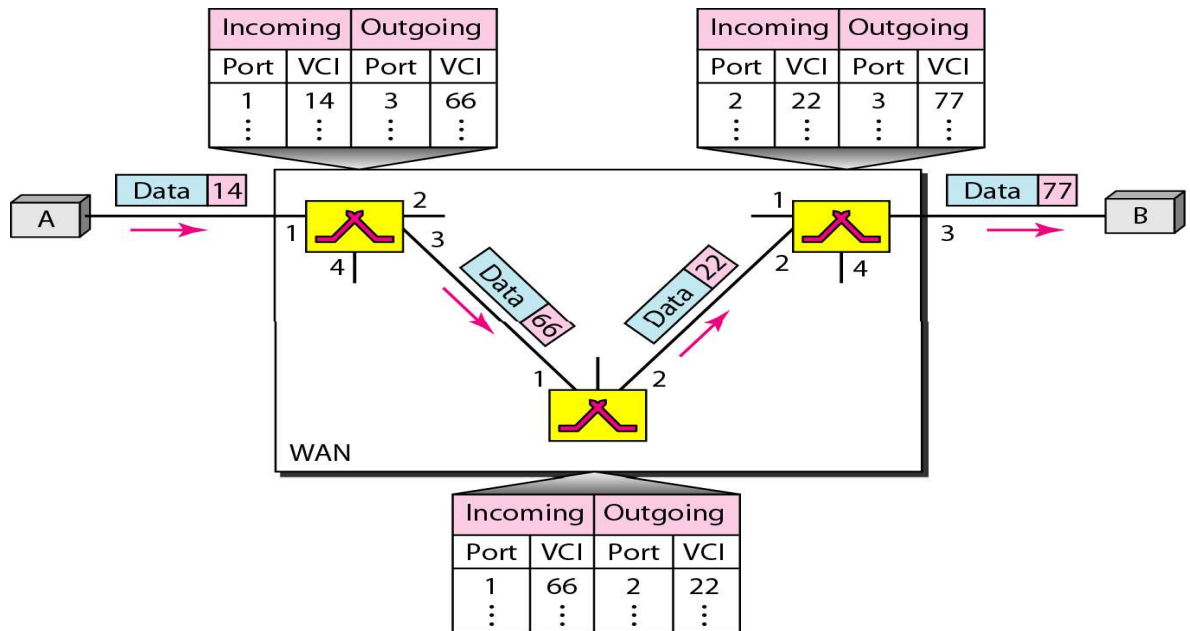 Incoming Outgoing
Port VCI Port VCI
1 14 3 66
⋮ ⋮ ⋮ ⋮
Incoming Outgoing
Port VCI Port VCI
2 22 3 77
⋮ ⋮ ⋮ ⋮
A
Data 14
1
2
3
4
Data 66
1
2
Data 22
1
2
3
4
Data 77
B
WAN
Incoming Outgoing
Port VCI Port VCI
1 66 2 22
⋮ ⋮ ⋮ ⋮